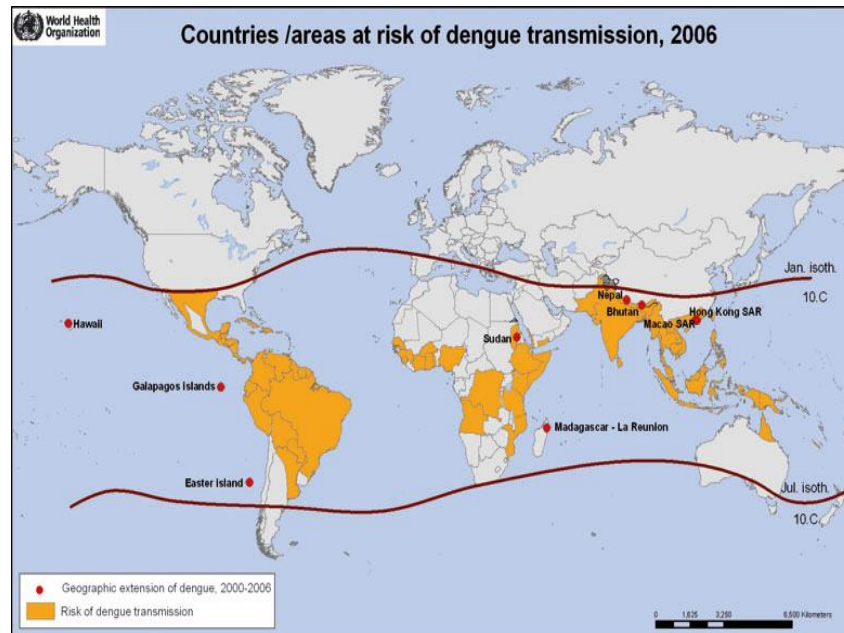 World Health
Organization
Countries /areas at risk of dengue transmission, 2006
Jan. isoth.
10.C
Nepal
Hawaii
Bhutan
Hong Kong SAR
Macao SAR
Sudan
Galapagos Islands
Madagascar - La Reunion
Easter Island
Jul. isoth.
10.C
Geographic extension of dengue, 2000-2006
Risk of dengue transmission
0 1,625 3,250 6,500 Kilometers